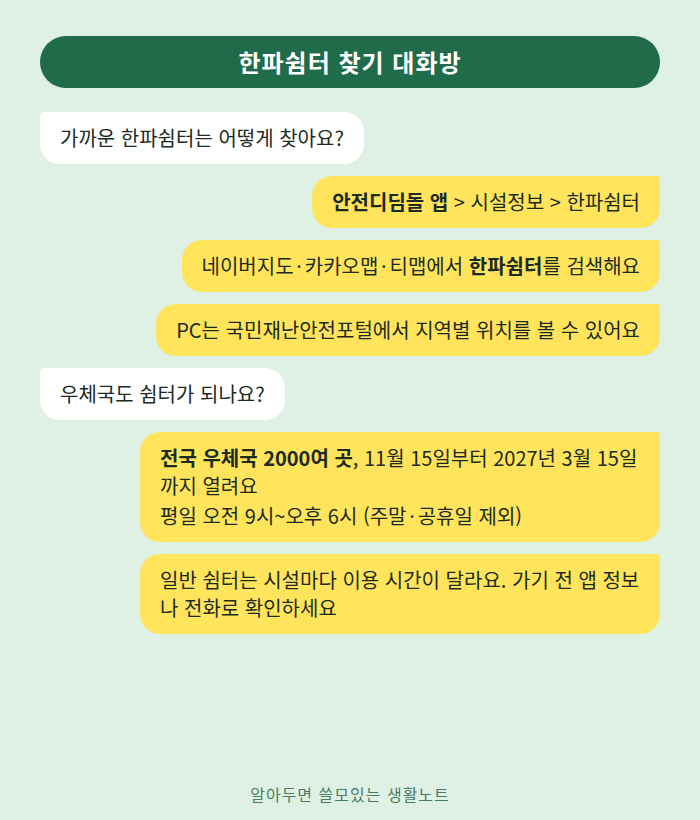 한파쉼터 찾기 대화방
가까운 한파쉼터는 어떻게 찾아요?
안전디딤돌 앱 > 시설정보 > 한파쉼터
네이버지도·카카오맵·티맵에서 한파쉼터를 검색해요
PC는 국민재난안전포털에서 지역별 위치를 볼 수 있어요
우체국도 쉼터가 되나요?
전국 우체국 2000여 곳, 11월 15일부터 2027년 3월 15일
까지 열려요
평일 오전 9시~오후 6시 (주말·공휴일 제외)
일반 쉼터는 시설마다 이용 시간이 달라요. 가기 전 앱 정보
나 전화로 확인하세요
알아두면 쓸모있는 생활노트